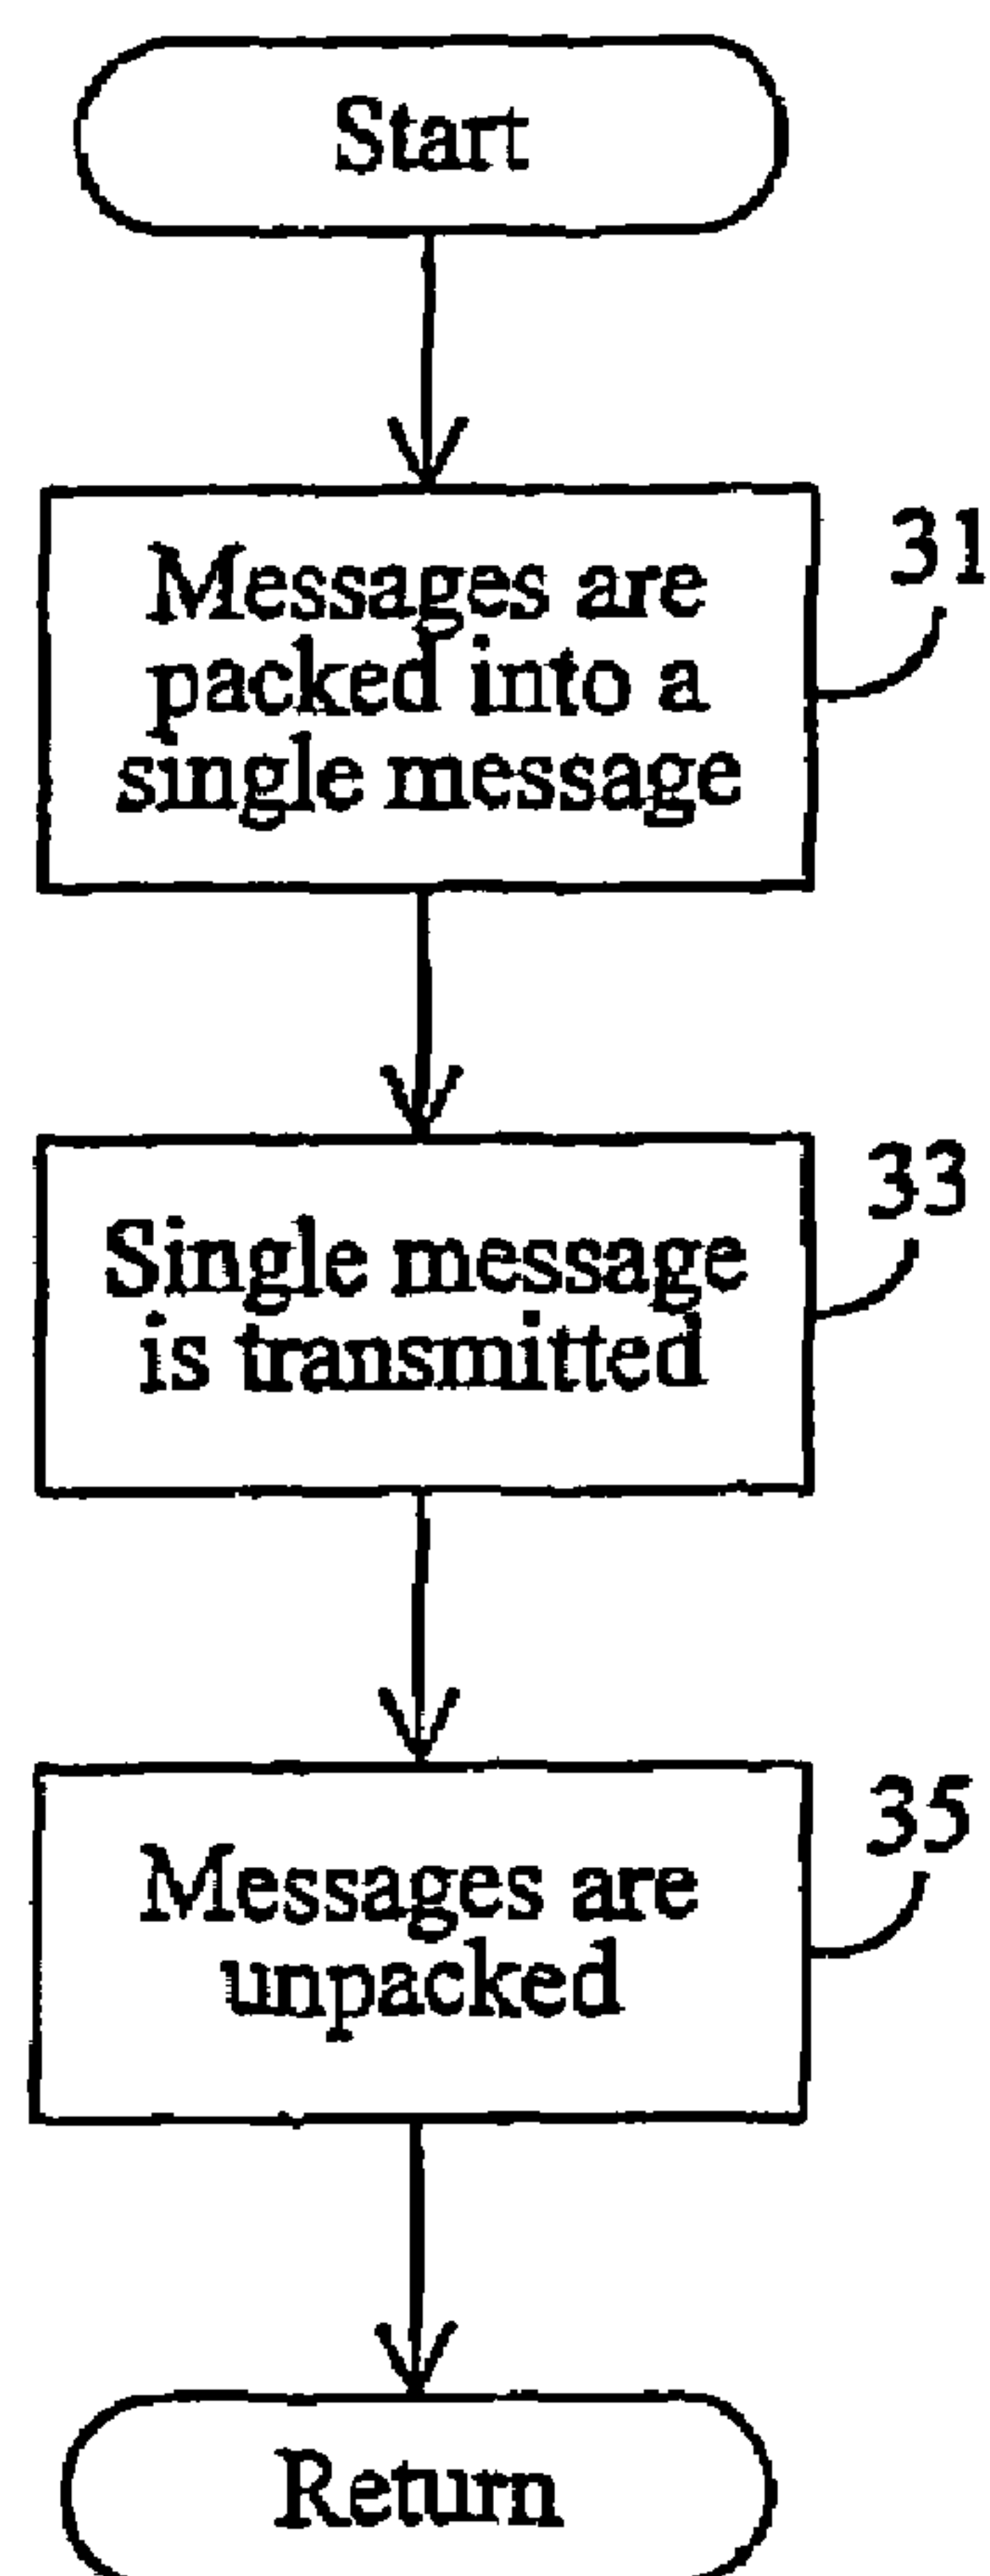 Start
Messages are
packed into a
single message
31
Single message
is transmitted
33
Messages are
unpacked
35
Return